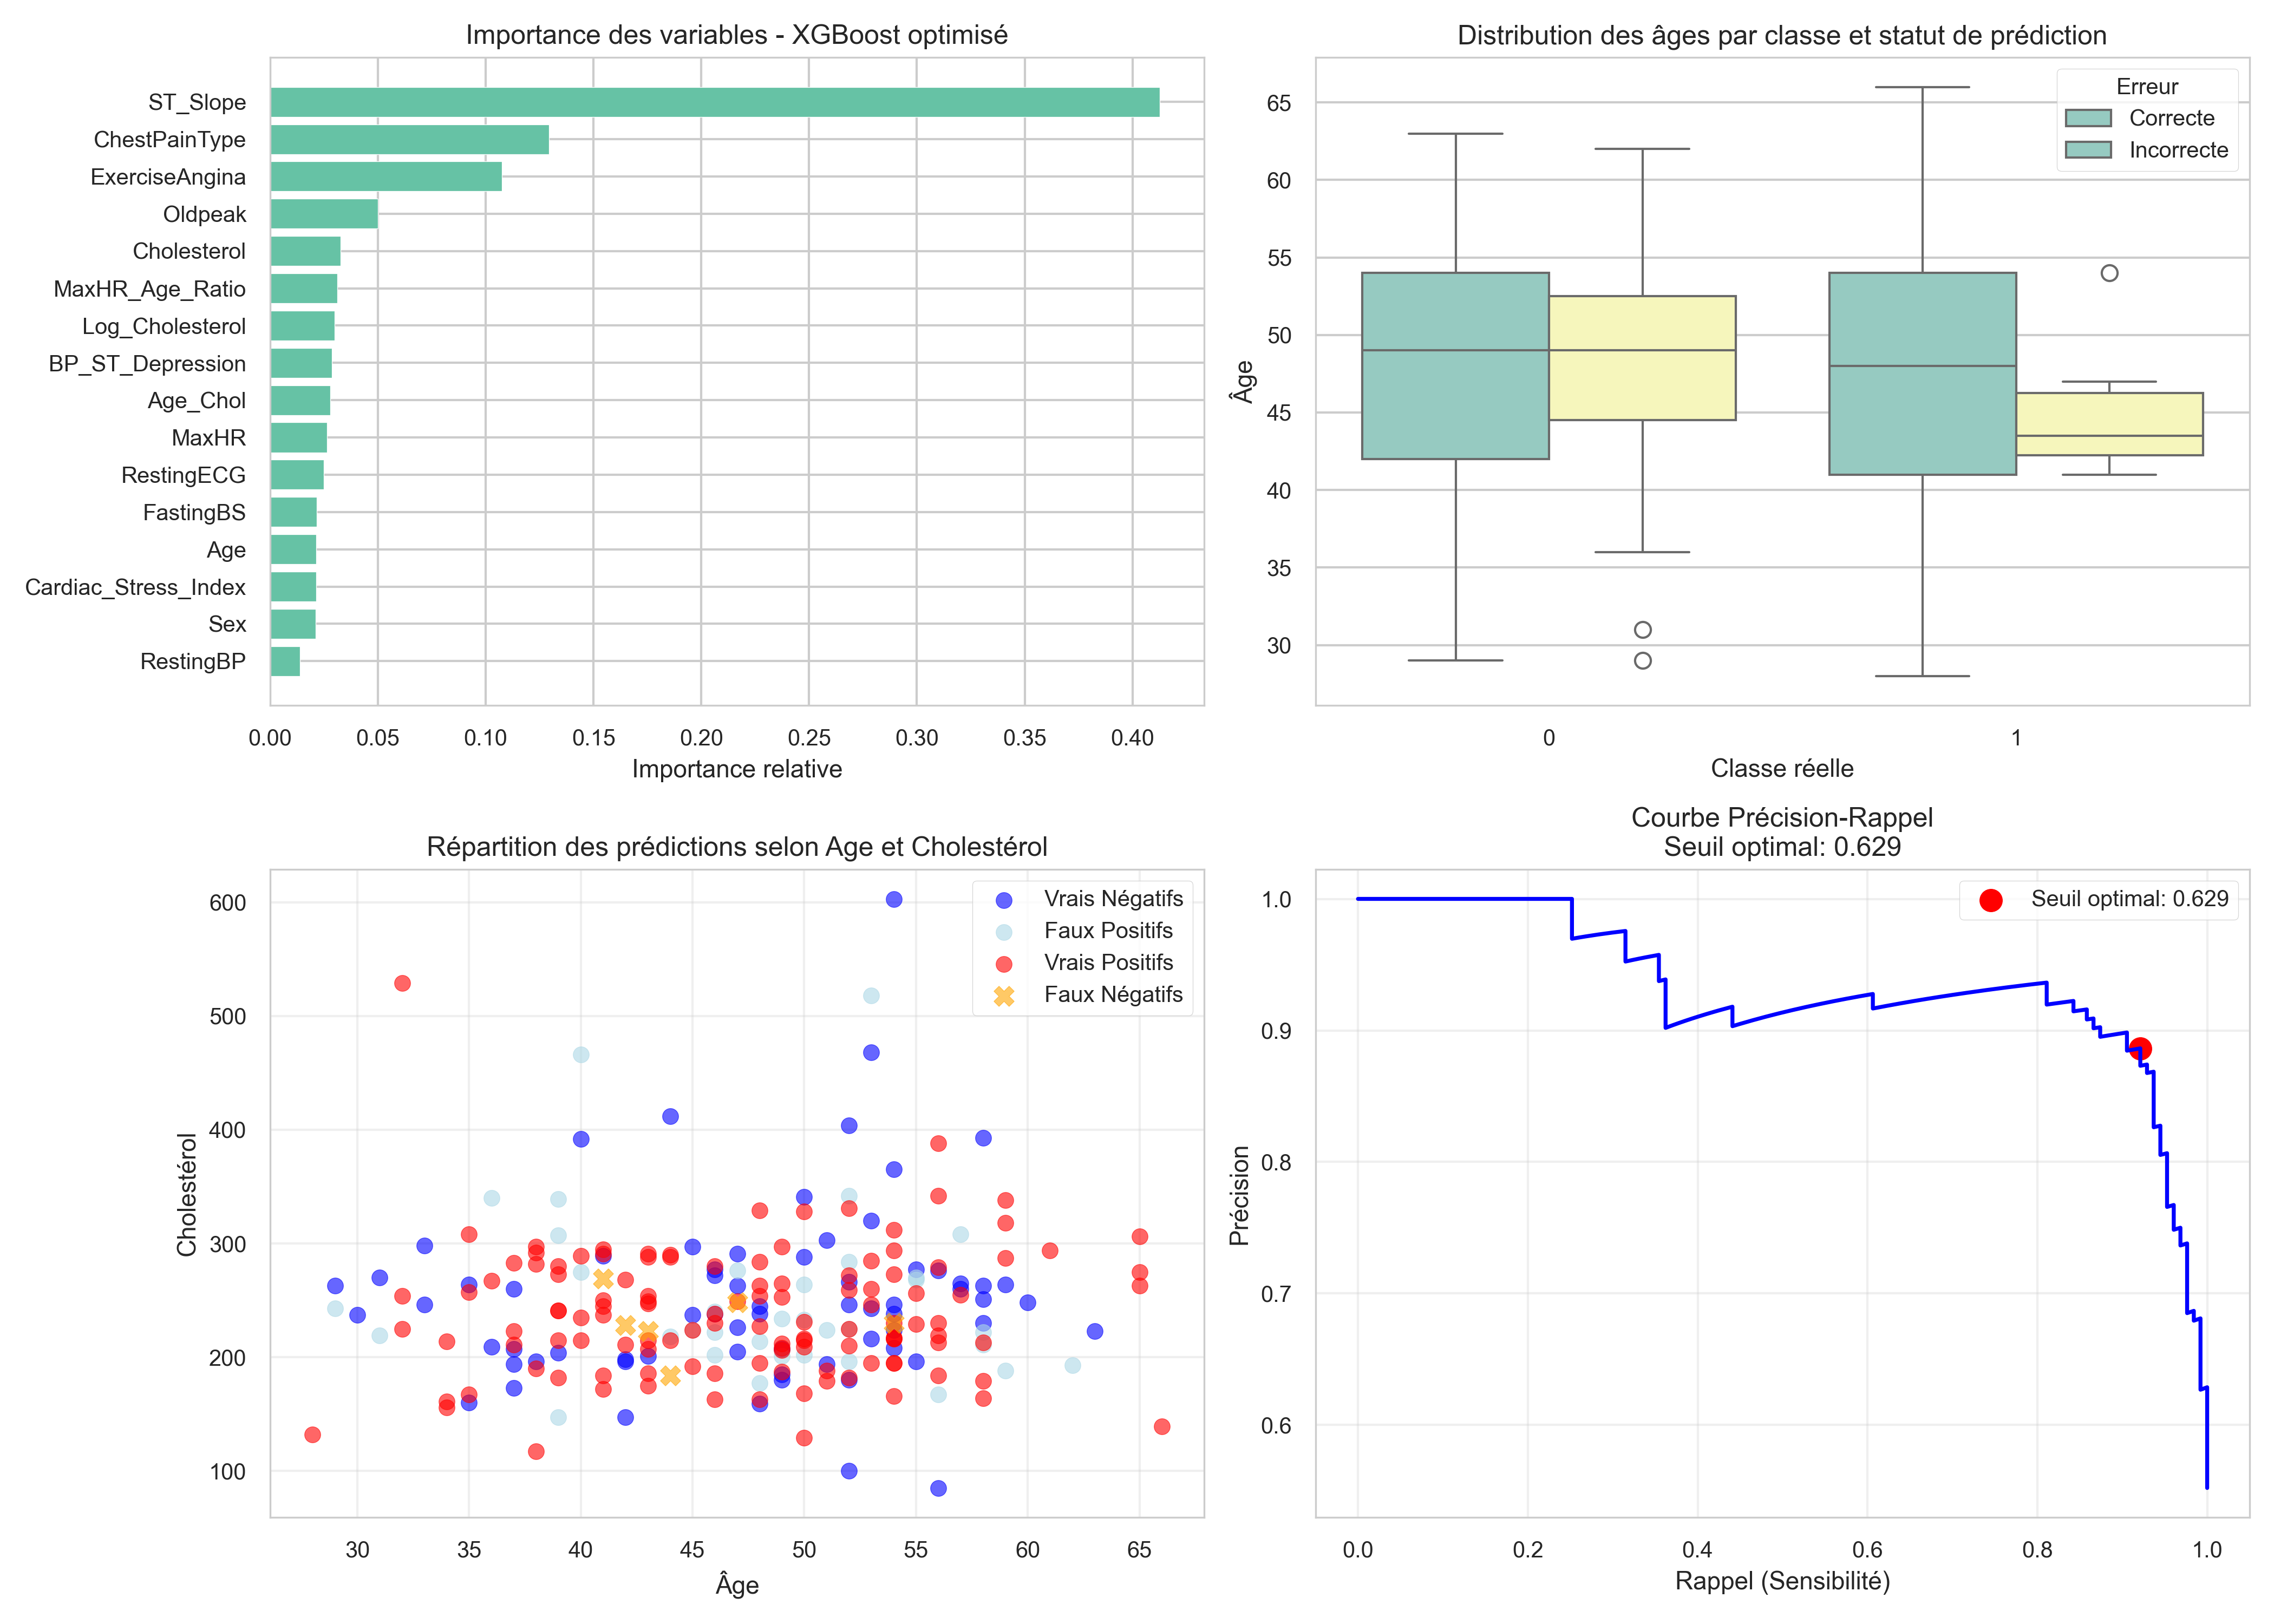 Importance des variables - XGBoost optimisé
ST_Slope
ChestPainType
ExerciseAngina
Oldpeak
Cholesterol
MaxHR_Age_Ratio
Log_Cholesterol
BP_ST_Depression
Age_Chol
MaxHR
RestingECG
FastingBS
Age
Cardiac_Stress_Index
Sex
RestingBP
0.00 0.05 0.10 0.15 0.20 0.25 0.30 0.35 0.40
Importance relative
Distribution des âges par classe et statut de prédiction
Erreur
Correcte
Incorrecte
65
60
55
50
45
40
35
30
Âge
0 1
Classe réelle
Répartition des prédictions selon Age et Cholestérol
Vrais Négatifs
Faux Positifs
Vrais Positifs
Faux Négatifs
600
500
400
300
200
100
Cholestérol
30 35 40 45 50 55 60 65
Âge
Courbe Précision-Rappel
Seuil optimal: 0.629
Seuil optimal: 0.629
1.0
0.9
0.8
0.7
0.6
Précision
0.0 0.2 0.4 0.6 0.8 1.0
Rappel (Sensibilité)